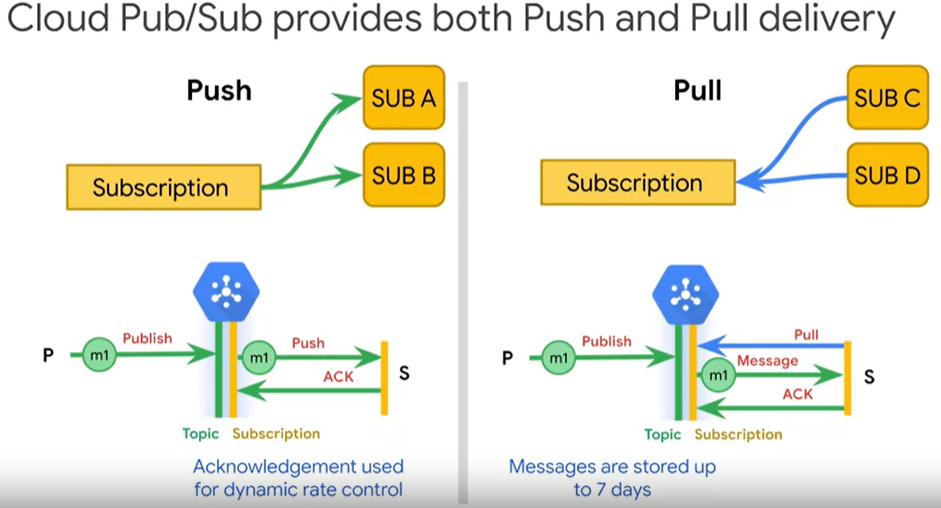 Cloud Pub/Sub provides both Push and Pull delivery
Push
SUB A
Subscription
SUB B
P
m1
Publish
m1
Push
ACK
S
Topic Subscription
Acknowledgement used
for dynamic rate control
Pull
SUB C
Subscription
SUB D
P
m1
Publish
Pull
Message
m1
ACK
S
Topic Subscription
Messages are stored up
to 7 days